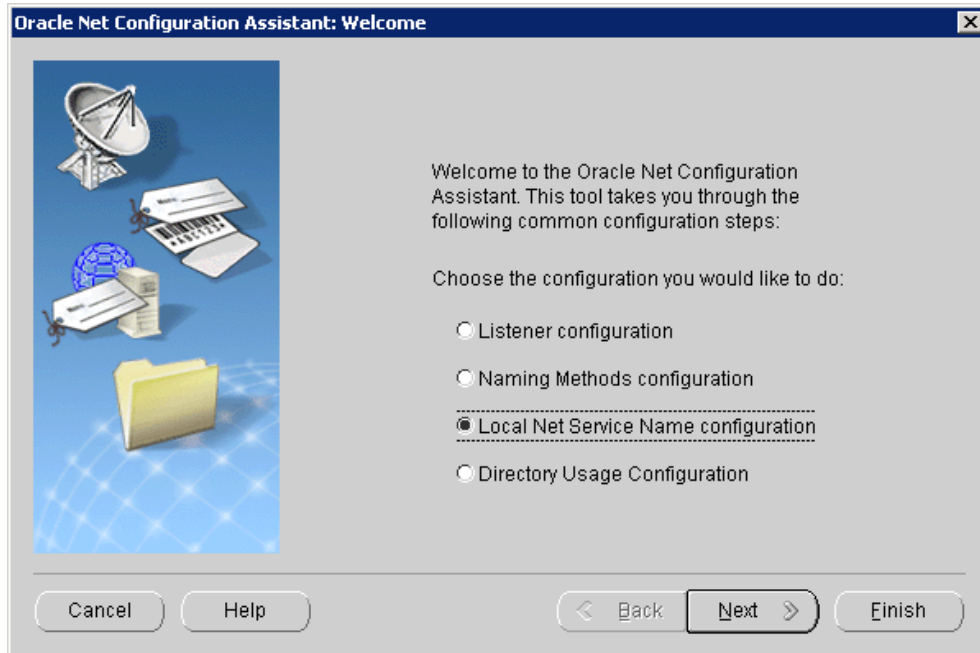 Oracle Net Configuration Assistant: Welcome
Welcome to the Oracle Net Configuration
Assistant. This tool takes you through the
following common configuration steps:
Choose the configuration you would like to do:
Listener configuration
Naming Methods configuration
Local Net Service Name configuration
Directory Usage Configuration
Cancel
Help
Back
Next
Finish